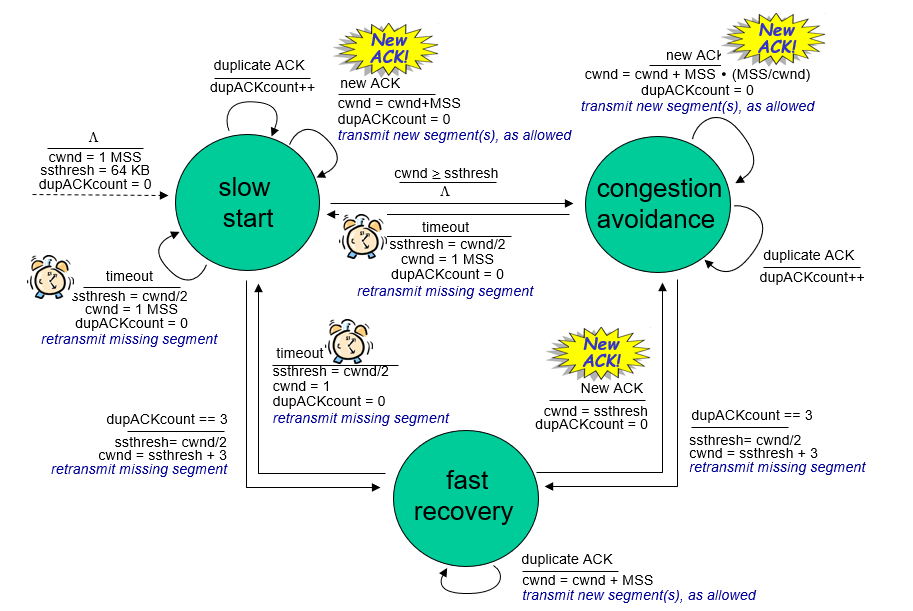 New
ACK!
duplicate ACK
dupACKcount++
new ACK
cwnd = cwnd+MSS
dupACKcount = 0
transmit new segment(s), as allowed
New
ACK!
new ACK
cwnd = cwnd + MSS • (MSS/cwnd)
dupACKcount = 0
transmit new segment(s), as allowed
Λ
cwnd = 1 MSS
ssthresh = 64 KB
dupACKcount = 0
slow
start
cwnd ≥ ssthresh
Λ
congestion
avoidance
timeout
ssthresh = cwnd/2
cwnd = 1 MSS
dupACKcount = 0
retransmit missing segment
duplicate ACK
dupACKcount++
timeout
ssthresh = cwnd/2
cwnd = 1 MSS
dupACKcount = 0
retransmit missing segment
timeout
ssthresh = cwnd/2
cwnd = 1
dupACKcount = 0
retransmit missing segment
New
ACK!
New ACK
cwnd = ssthresh
dupACKcount = 0
dupACKcount == 3
ssthresh= cwnd/2
cwnd = ssthresh + 3
retransmit missing segment
dupACKcount == 3
ssthresh= cwnd/2
cwnd = ssthresh + 3
retransmit missing segment
fast
recovery
duplicate ACK
cwnd = cwnd + MSS
transmit new segment(s), as allowed